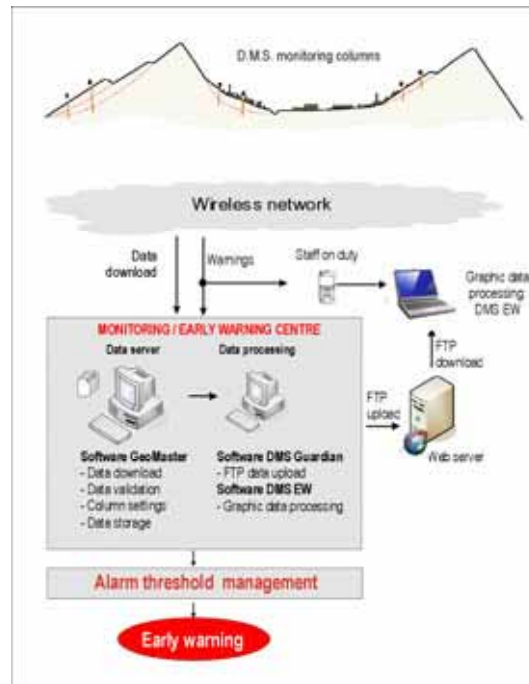 D.M.S. monitoring columns
Wireless network
Data
download
Warnings
Staff on duty
Graphic data
processing
DMS EW
MONITORING / EARLY WARNING CENTRE
Data server
Data processing
FTP
download
FTP
upload
Web server
Software GeoMaster
- Data download
- Data validation
- Column settings
- Data storage
Software DMS Guardian
- FTP data upload
Software DMS EW
- Graphic data processing
Alarm threshold management
Early warning